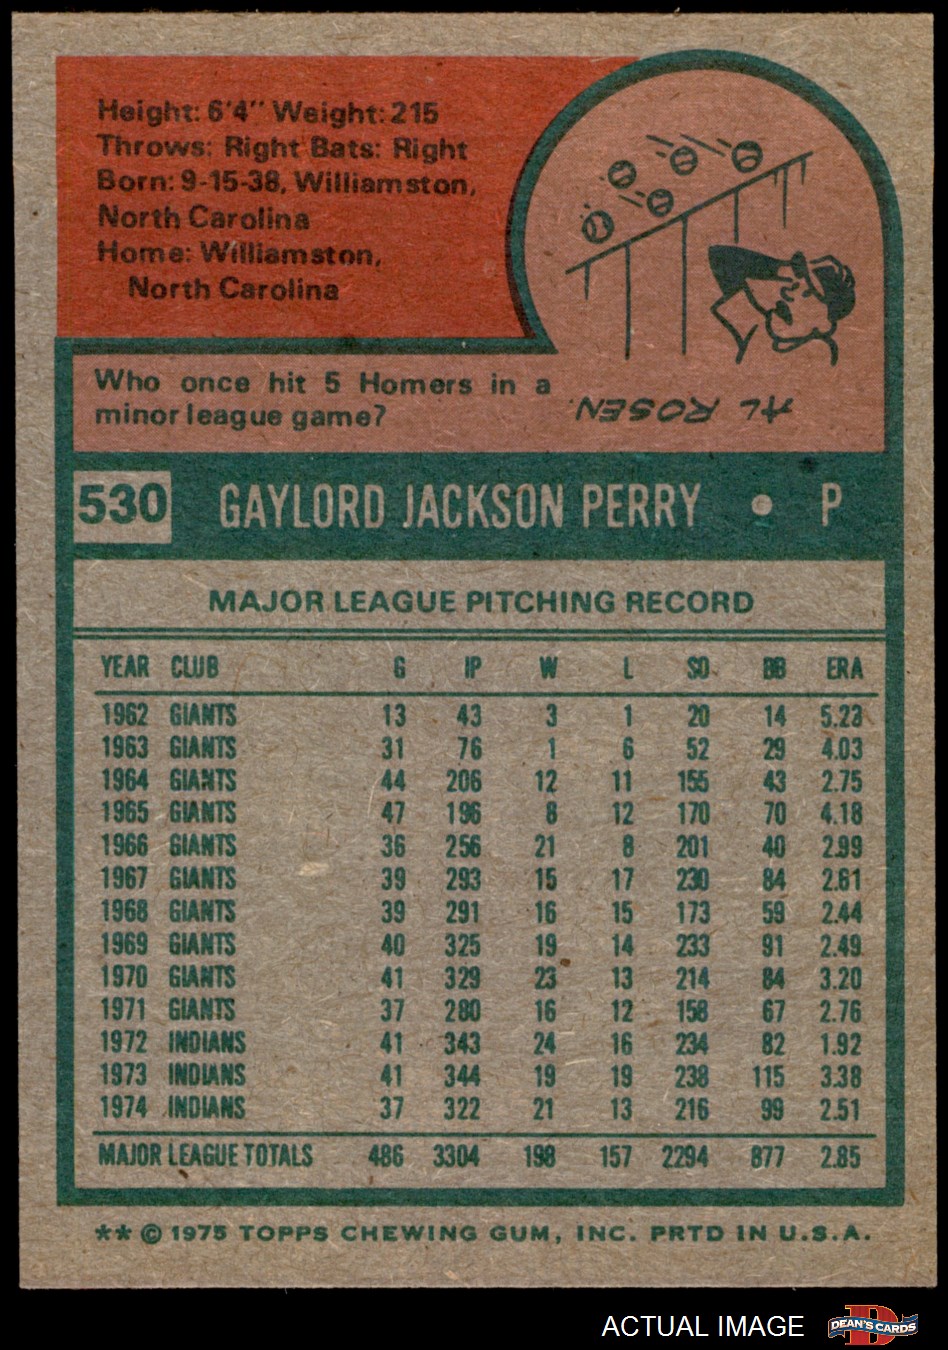 Height: 6'4" Weight: 215
Throws: Right Bats: Right
Born: 9-15-38, Williamston,
North Carolina
Home: Williamston,
North Carolina
Who once hit 5 Homers in a
minor league game?
AL ROSEN.
530 GAYLORD JACKSON PERRY • P
MAJOR LEAGUE PITCHING RECORD
YEAR CLUB G IP W L SO BB ERA
1962 GIANTS 13 43 3 1 20 14 5.23
1963 GIANTS 31 76 1 6 52 29 4.03
1964 GIANTS 44 206 12 11 155 43 2.75
1965 GIANTS 47 196 8 12 170 70 4.18
1966 GIANTS 36 256 21 8 201 40 2.99
1967 GIANTS 39 293 15 17 230 84 2.61
1968 GIANTS 39 291 16 15 173 59 2.44
1969 GIANTS 40 325 19 14 233 91 2.49
1970 GIANTS 41 329 23 13 214 84 3.20
1971 GIANTS 37 280 16 12 158 67 2.76
1972 INDIANS 41 343 24 16 234 82 1.92
1973 INDIANS 41 344 19 19 238 115 3.38
1974 INDIANS 37 322 21 13 216 99 2.51
MAJOR LEAGUE TOTALS 486 3304 198 157 2294 877 2.85
** © 1975 TOPPS CHEWING GUM, INC. PRTD IN U.S.A.
ACTUAL IMAGE D DEAN'S CARDS